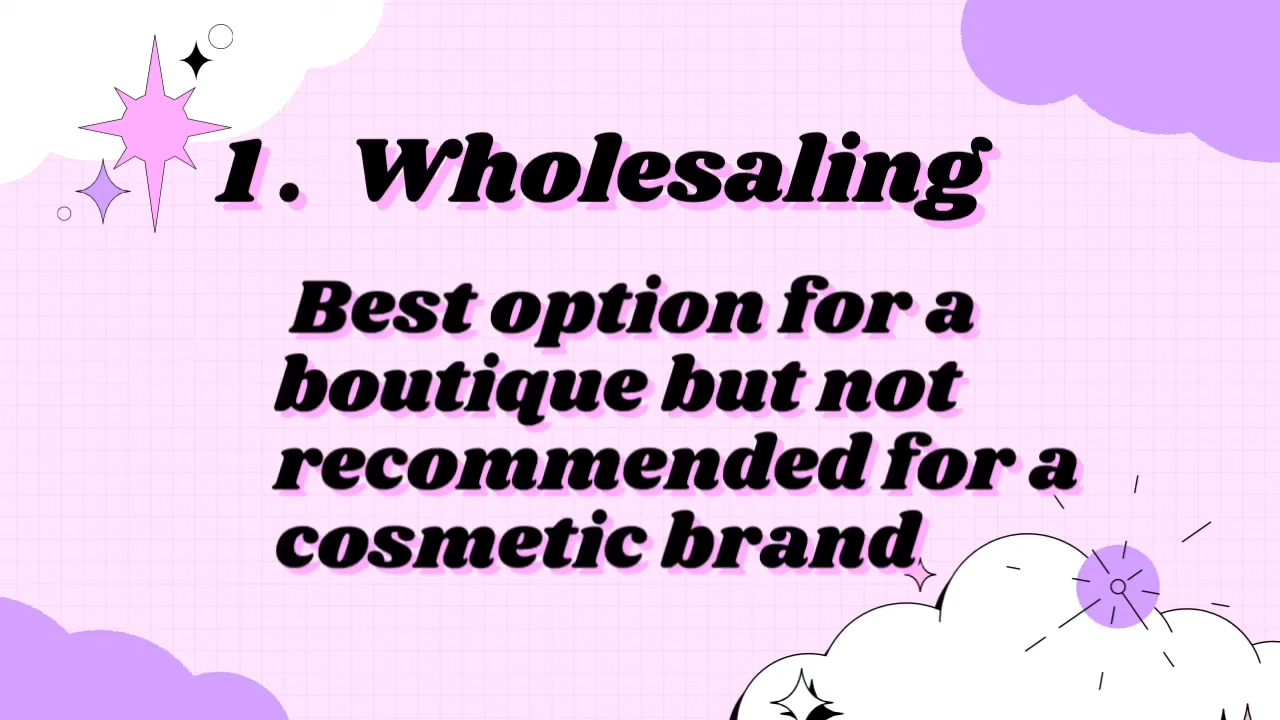 1. Wholesaling
Best option for a
boutique but not
recommended for a
cosmetic brand